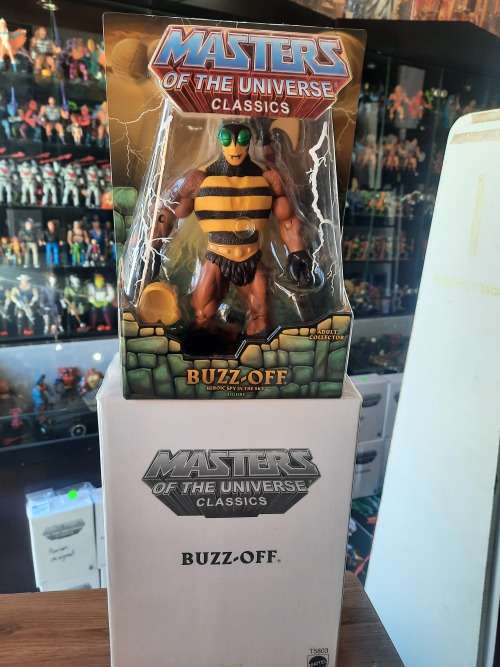 MASTERS
OF THE UNIVERSE
CLASSICS
ADULT
COLLECTOR
BUZZ-OFF
HEROIC SPY IN THE SKY
MASTERS
OF THE UNIVERSE
CLASSICS
BUZZ-OFF
T5803
MATTEL